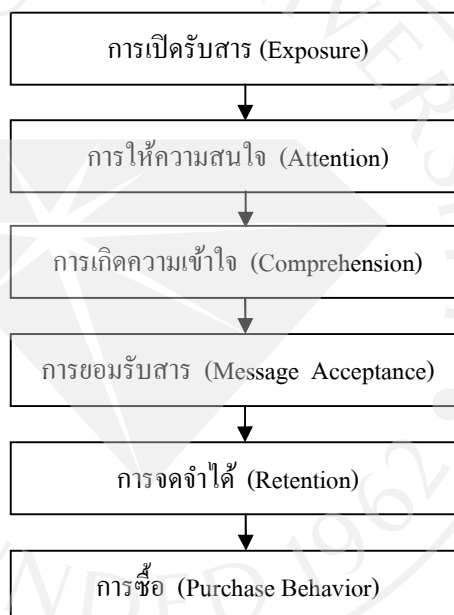 การเปิดรับสาร (Exposure)
การให้ความสนใจ (Attention)
การเกิดความเข้าใจ (Comprehension)
การยอมรับสาร (Message Acceptance)
การจดจำได้ (Retention)
การซื้อ (Purchase Behavior)